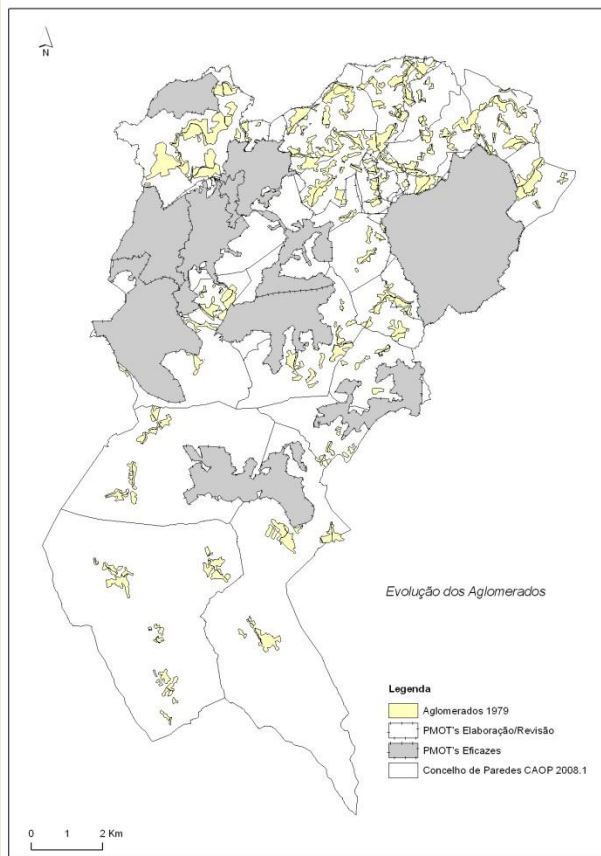 N
Evolução dos Aglomerados
Legenda
Aglomerados 1979
PMOT's Elaboração/Revisão
PMOT's Eficazes
Concelho de Paredes CAOP 2008.1
0 1 2 Km